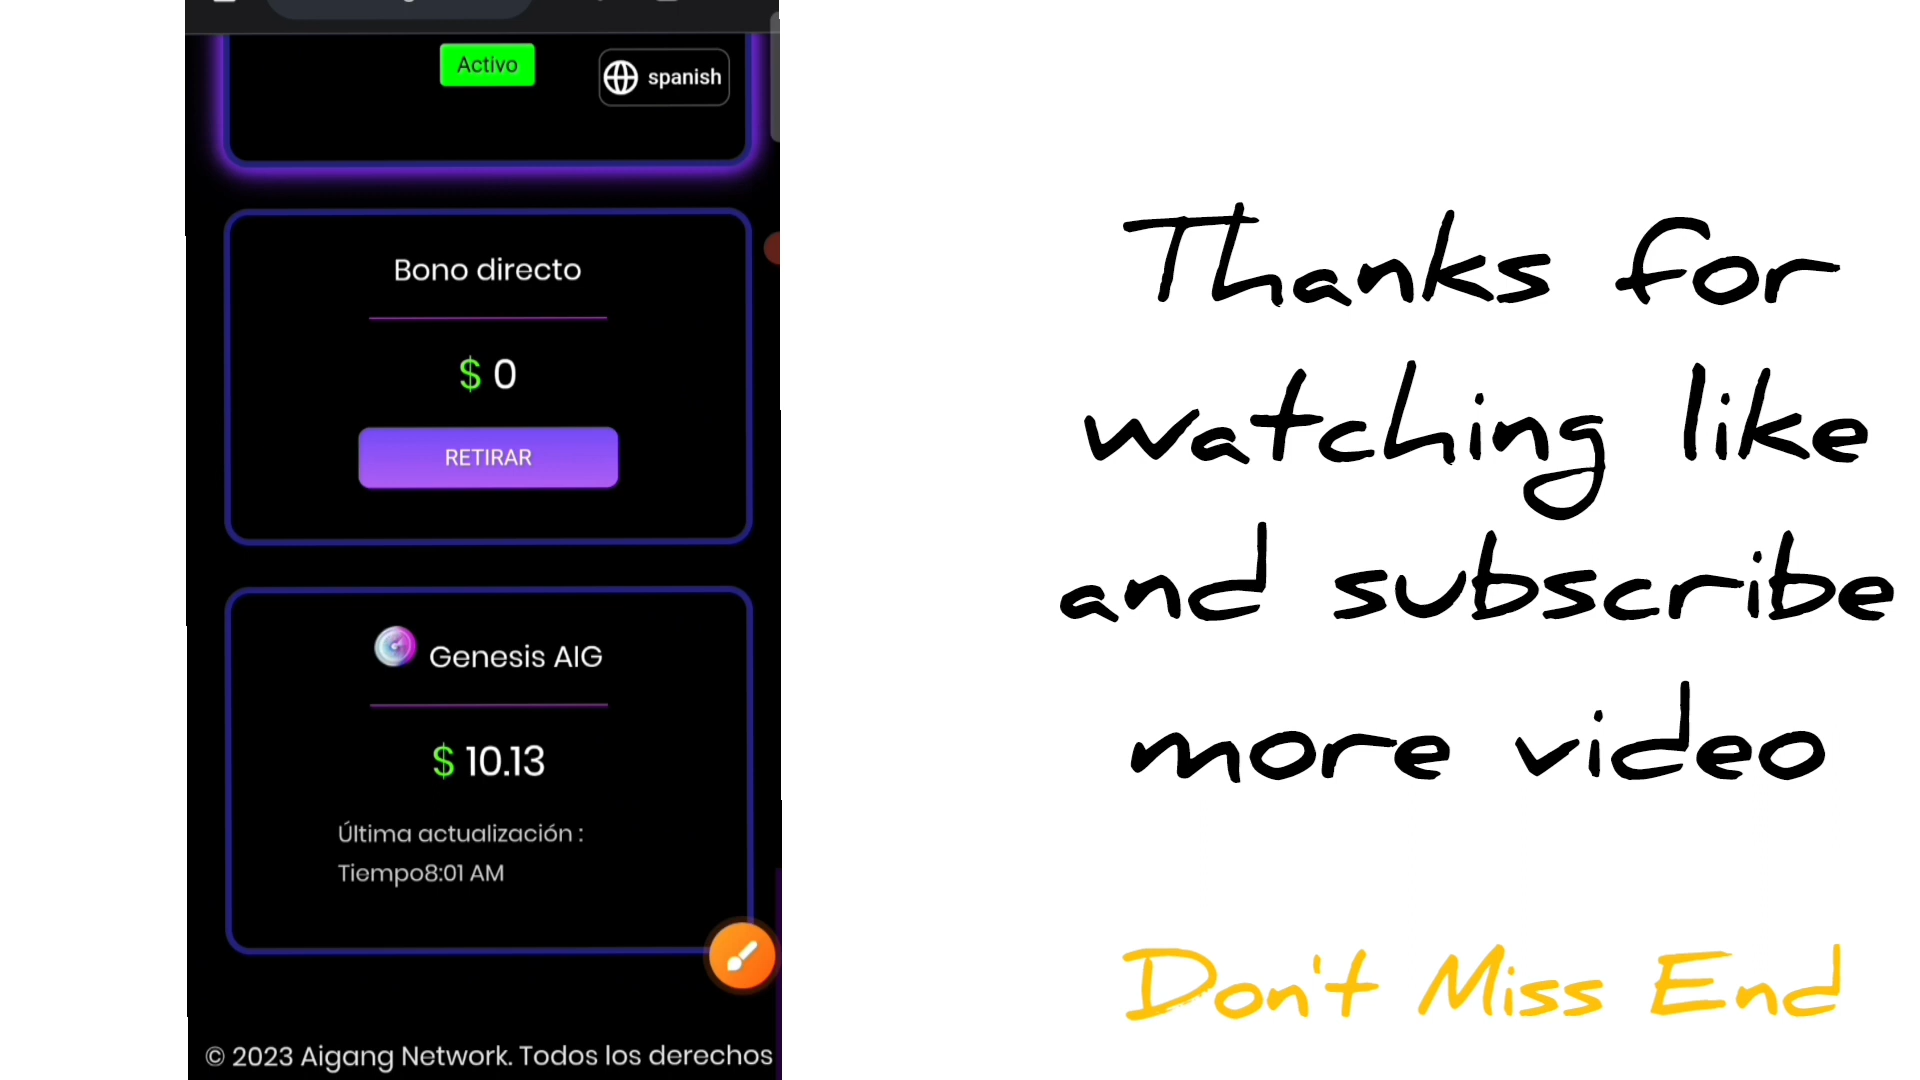 Activo
spanish
Bono directo
$ 0
RETIRAR
Genesis AIG
$ 10.13
Última actualización :
Tiempo8:01 AM
© 2023 Aigang Network. Todos los derechos
Thanks for
watching like
and subscribe
more video
Don't Miss End